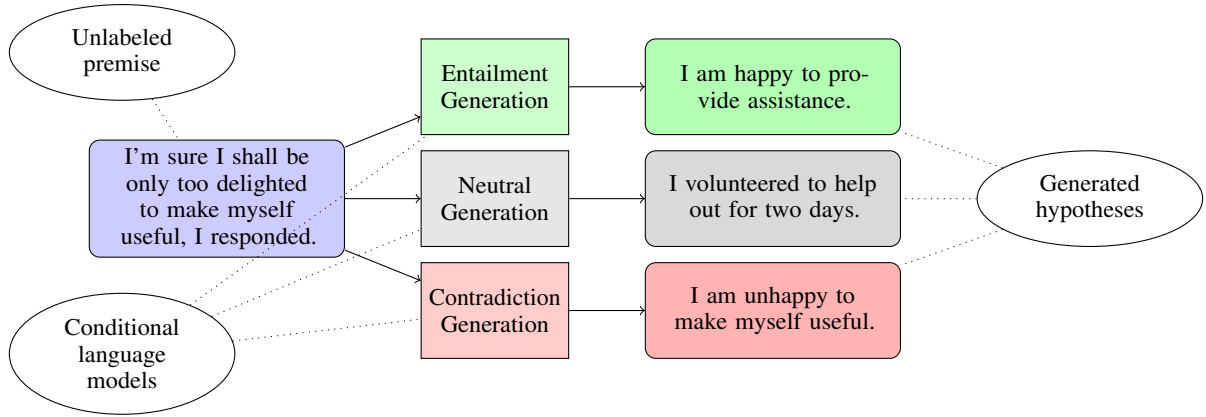 Unlabeled
premise
I'm sure I shall be
only too delighted
to make myself
useful, I responded.
Conditional
language
models
Entailment
Generation
Neutral
Generation
Contradiction
Generation
I am happy to pro-
vide assistance.
I volunteered to help
out for two days.
I am unhappy to
make myself useful.
Generated
hypotheses